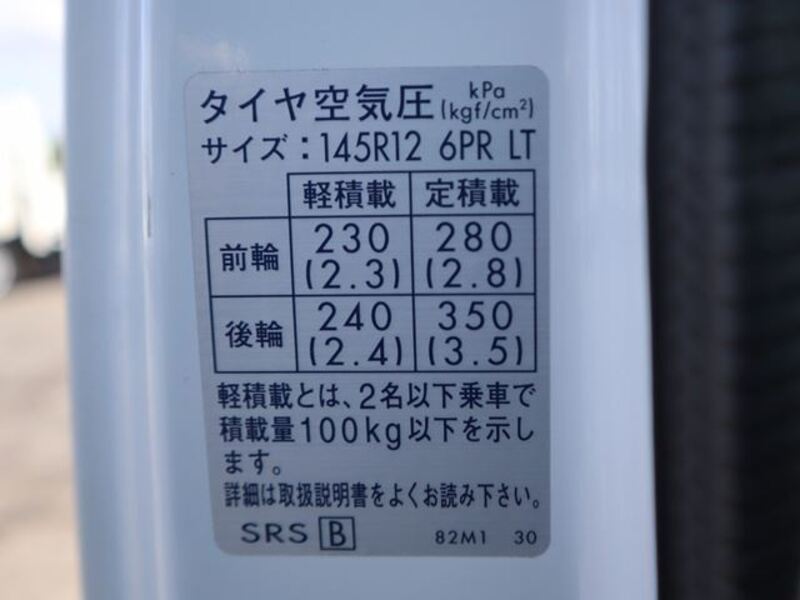 タイヤ空気圧 kPa (kgf/cm²)
サイズ：145R12 6PR LT
軽積載 定積載
前輪 230 (2.3) 280 (2.8)
後輪 240 (2.4) 350 (3.5)
軽積載とは、2名以下乗車で
積載量100kg以下を示し
ます。
詳細は取扱説明書をよくお読み下さい。
SRS B 82M1 30